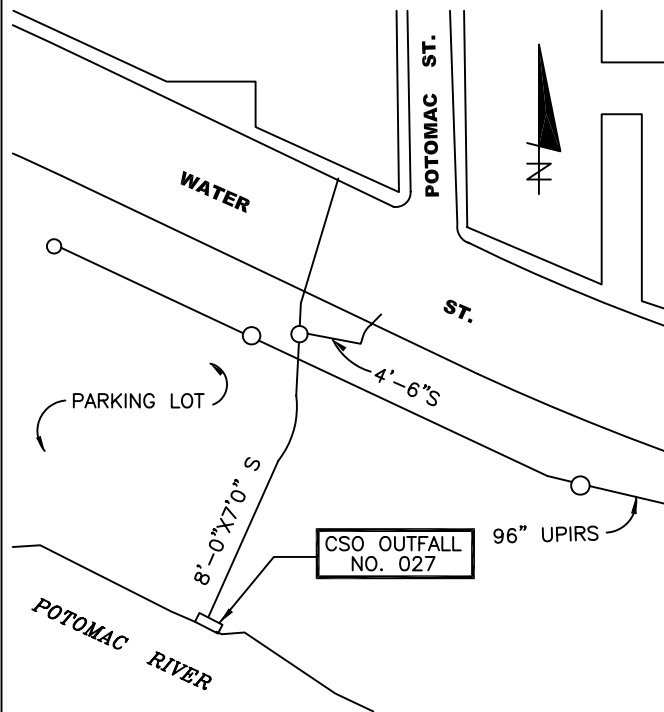 POTOMAC ST.
N
WATER
ST.
4'-6"S
PARKING LOT
8'-0"X7'0" S
CSO OUTFALL
NO. 027
96" UPIRS
POTOMAC RIVER